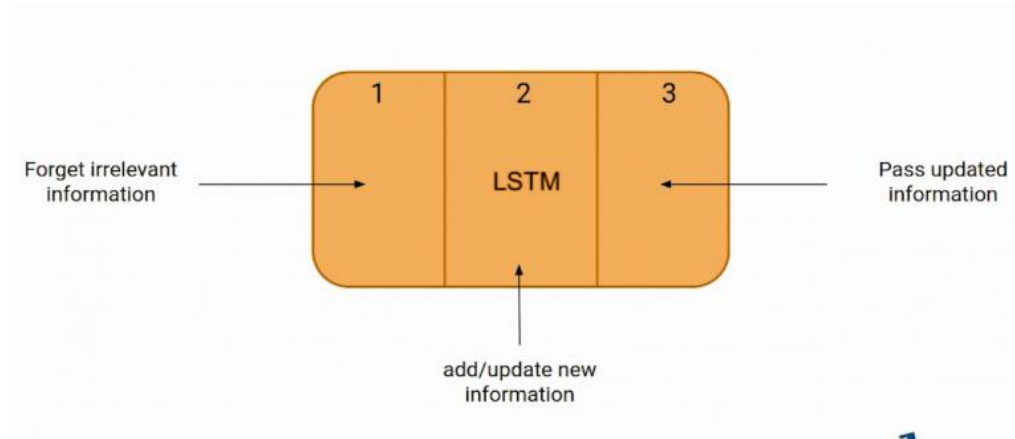 1
2
3
Forget irrelevant
information
LSTM
Pass updated
information
add/update new
information